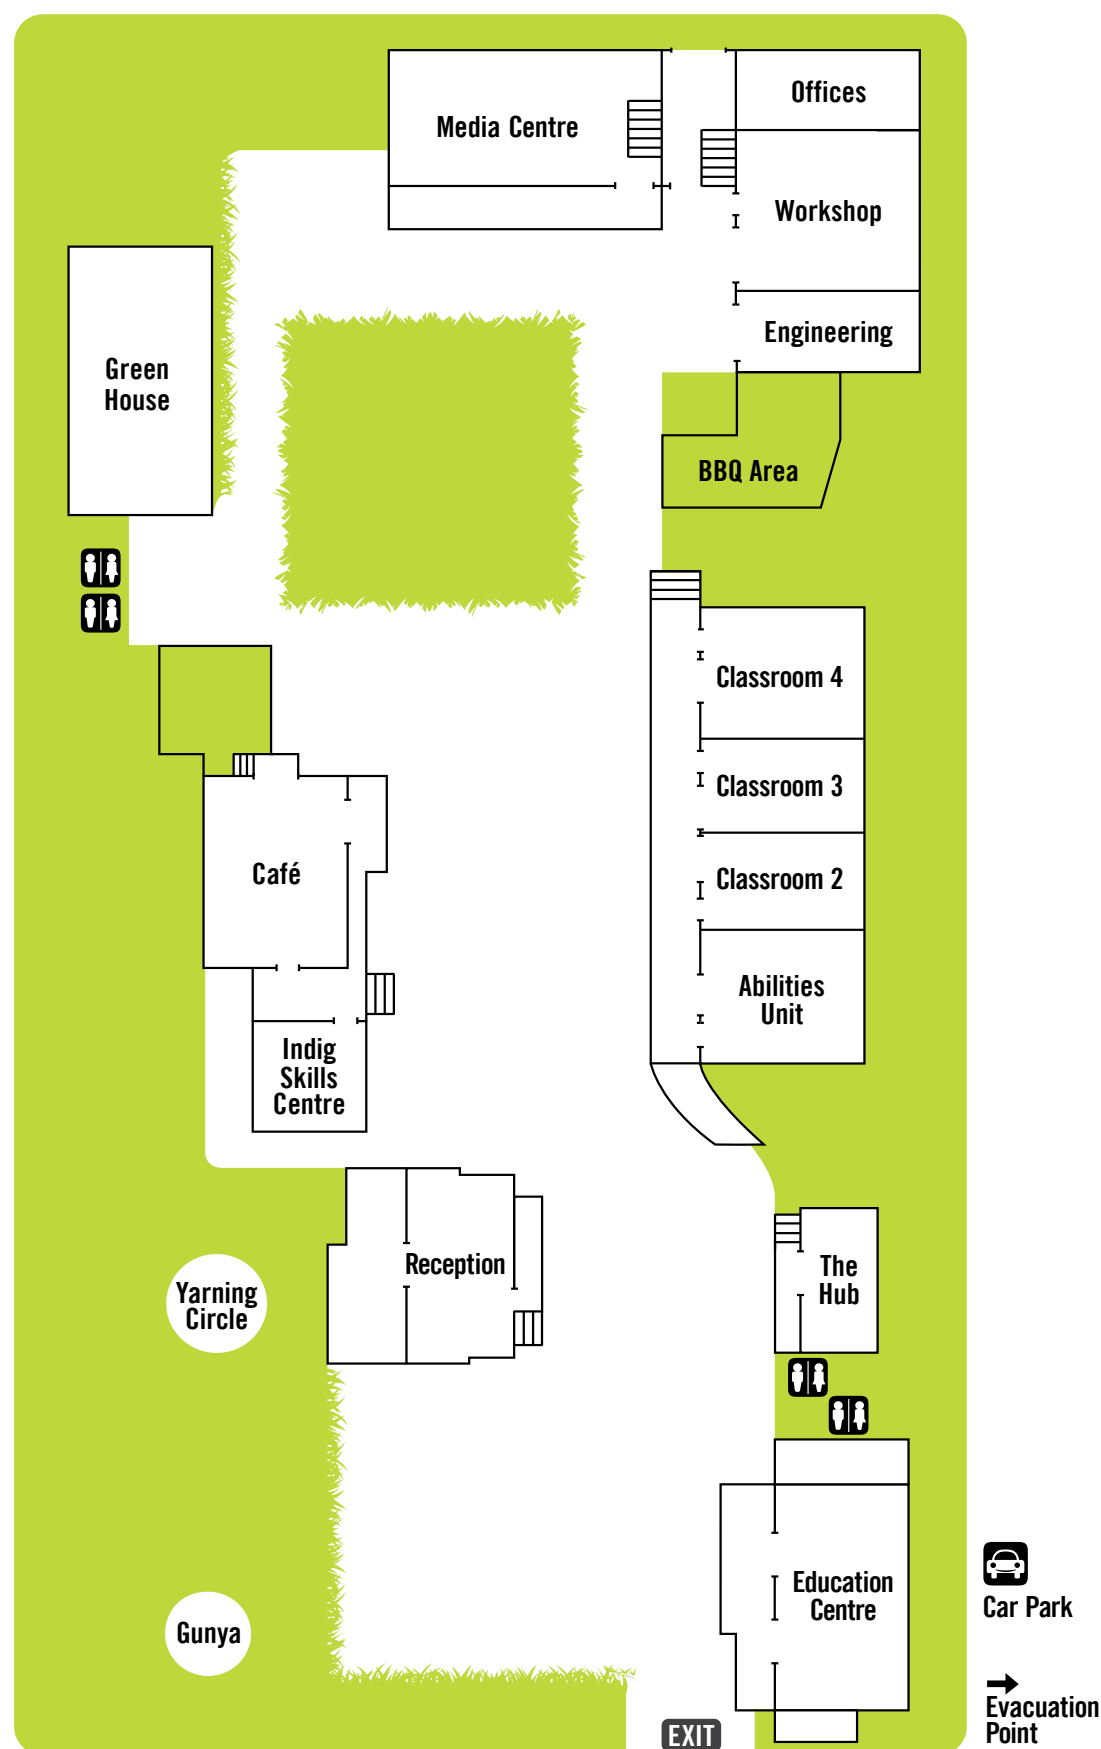 Offices
Media Centre
Workshop
Engineering
Green
House
BBQ Area
Classroom 4
Classroom 3
Café
Classroom 2
Abilities
Unit
Indig
Skills
Centre
Reception
The
Hub
Yarning
Circle
Education
Centre
Car Park
Gunya
Evacuation
Point
EXIT